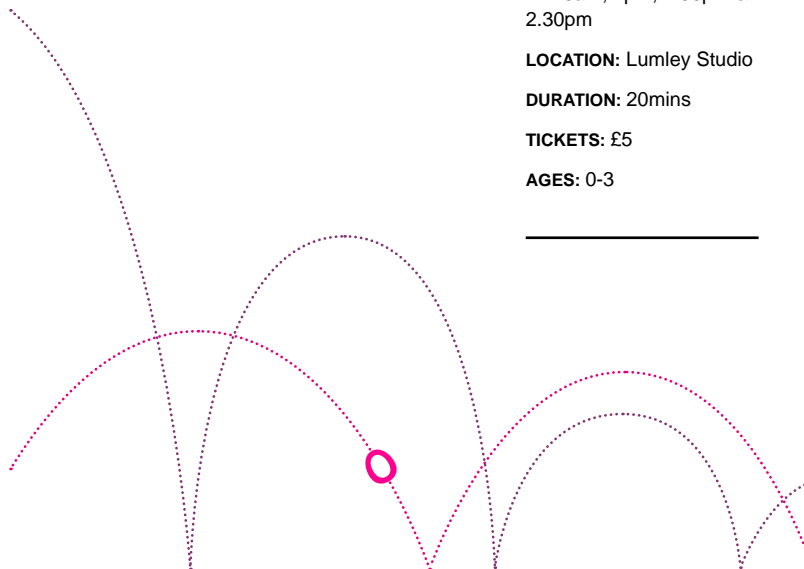 2.30pm
LOCATION: Lumley Studio
DURATION: 20mins
TICKETS: £5
AGES: 0-3